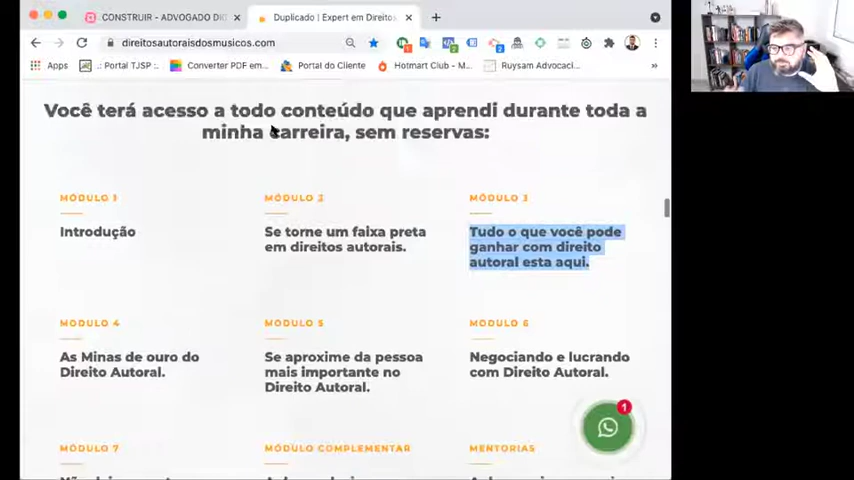 CONSTRUIR - ADVOGADO DI
Duplicado | Expert em Direitos
direitosautoraisdosmusicos.com
Apps
.: Portal TJSP :.
Converter PDF em...
Portal do Cliente
Hotmart Club - M...
Ruysam Advocaci...
Você terá acesso a todo conteúdo que aprendi durante toda a
minha carreira, sem reservas:
MÓDULO 1
Introdução
MÓDULO 2
Se torne um faixa preta
em direitos autorais.
MÓDULO 3
Tudo o que você pode
ganhar com direito
autoral esta aqui.
MÓDULO 4
As Minas de ouro do
Direito Autoral.
MÓDULO 5
Se aproxime da pessoa
mais importante no
Direito Autoral.
MÓDULO 6
Negociando e lucrando
com Direito Autoral.
1
MÓDULO 7
MÓDULO COMPLEMENTAR
MENTORIAS